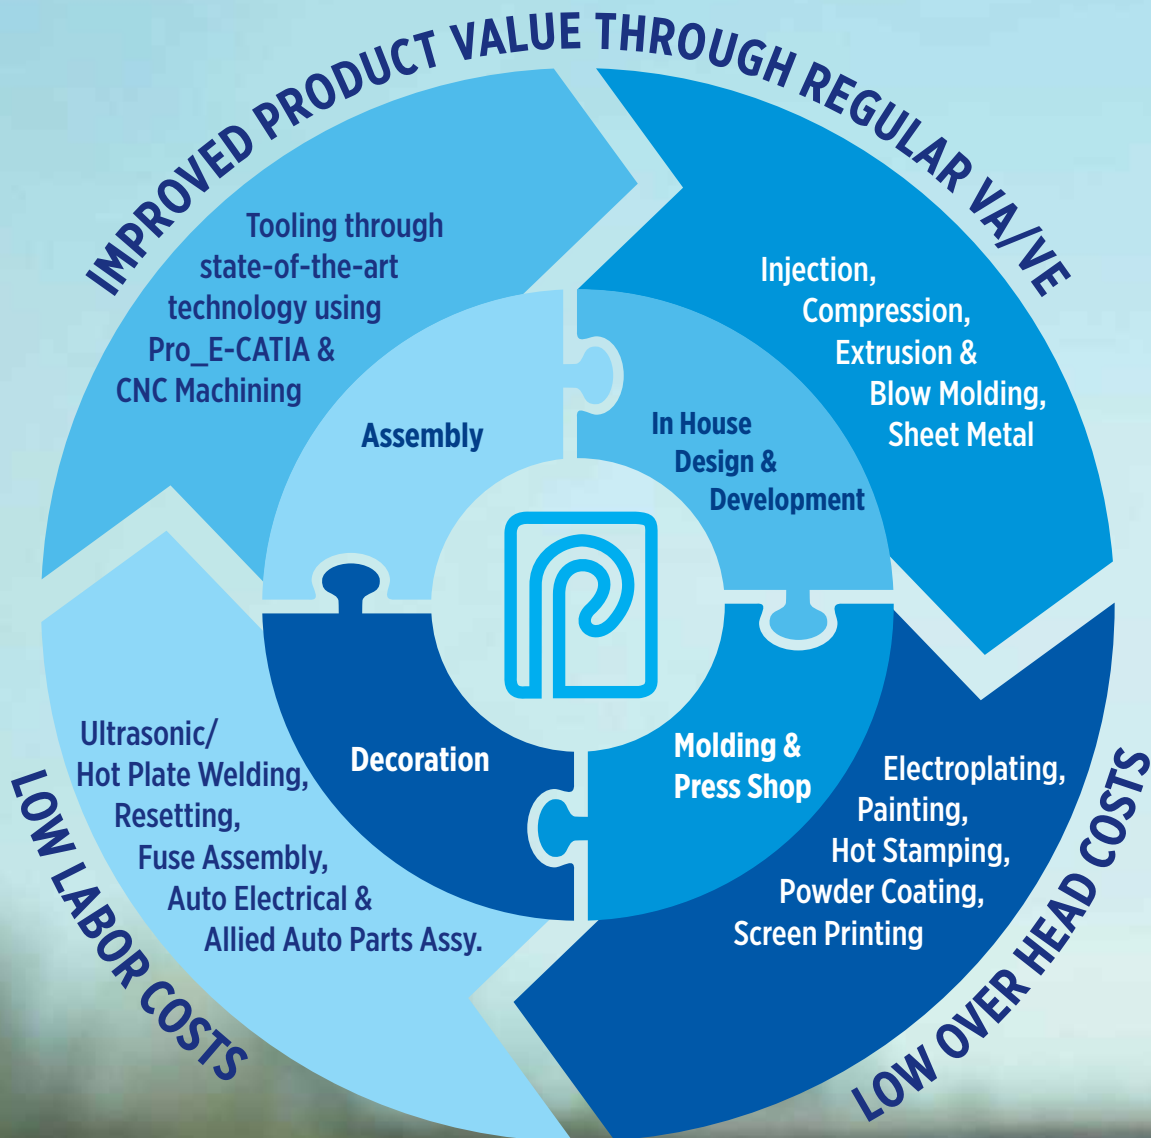 IMPROVED PRODUCT VALUE THROUGH REGULAR VA/VE
Tooling through
state-of-the-art
technology using
Pro_E-CATIA &
CNC Machining
Injection,
Compression,
Extrusion &
Blow Molding,
Sheet Metal
Assembly
In House
Design &
Development
Decoration
Molding &
Press Shop
Ultrasonic/
Hot Plate Welding,
Resetting,
Fuse Assembly,
Auto Electrical &
Allied Auto Parts Assy.
Electroplating,
Painting,
Hot Stamping,
Powder Coating,
Screen Printing
LOW LABOR COSTS
LOW OVER HEAD COSTS